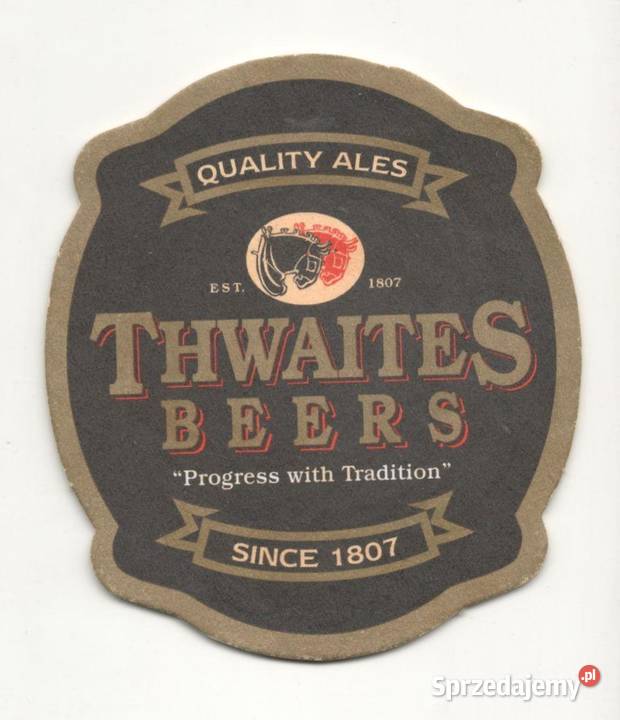 QUALITY ALES
EST. 1807
THWAITES
BEERS
"Progress with Tradition"
SINCE 1807
Sprzedajemy.pl